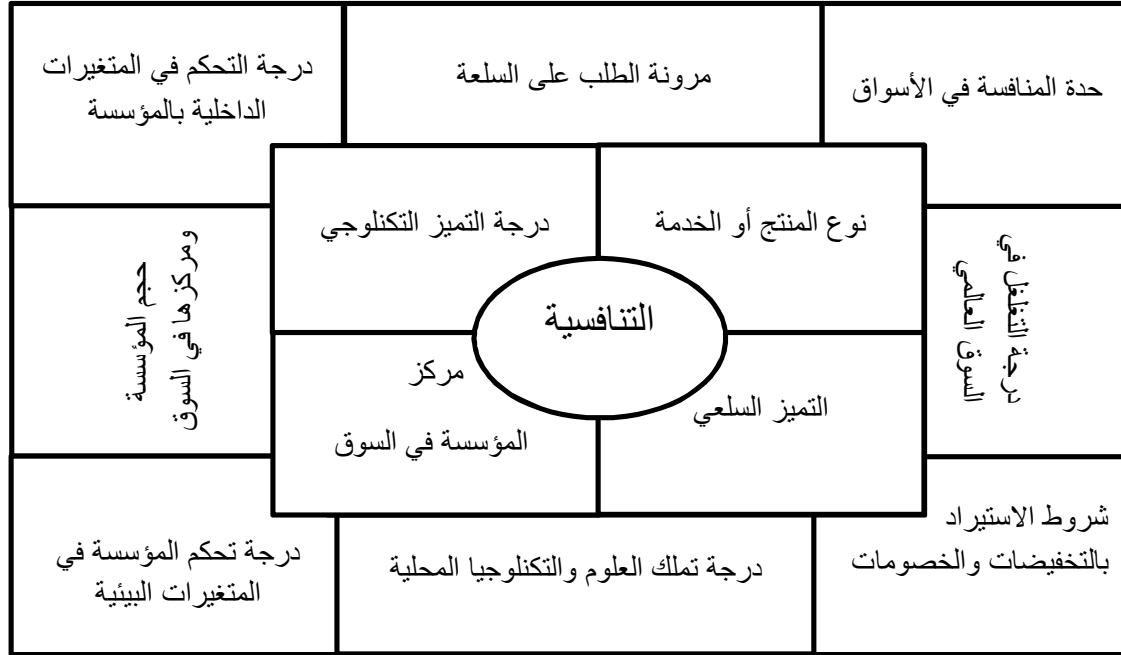 حدة المنافسة في الأسواق
مرونة الطلب على السلعة
درجة التحكم في المتغيرات
الداخلية بالمؤسسة
نوع المنتج أو الخدمة
درجة التميز التكنلوجي
درجة التغلغل في
السوق العالمي
التنافسية
حجم المؤسسة
ومركزها في السوق
التميز السلعي
مركز
المؤسسة في السوق
شروط الاستيراد
بالتخفيضات والخصومات
درجة تملك العلوم والتكنلوجيا المحلية
درجة تحكم المؤسسة في
المتغيرات البيئية